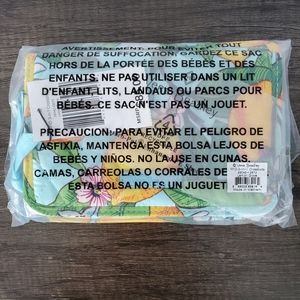 AVERTISSEMENT: POUR EVITER TOUT
DANGER DE SUFFOCATION, GARDEZ CE SAC
HORS DE LA PORTÉE DES BÉBÉS ET DES
ENFANTS. NE PAS UTILISER DANS UN LIT
D'ENFANT, LITS, LANDAU OU PARCS POUR
BÉBÉS. CE SAC N'EST PAS UN JOUET.
PRECAUCION: PARA EVITAR EL PELIGRO DE
ASFIXIA, MANTENGA ESTA BOLSA LEJOS DE
BEBÉS Y NIÑOS. NO LA USE EN CUNAS,
CAMAS, CARREOLAS O CORRALES DE
ESTA BOLSA NO ES UN JUGUET
Vera Bradley